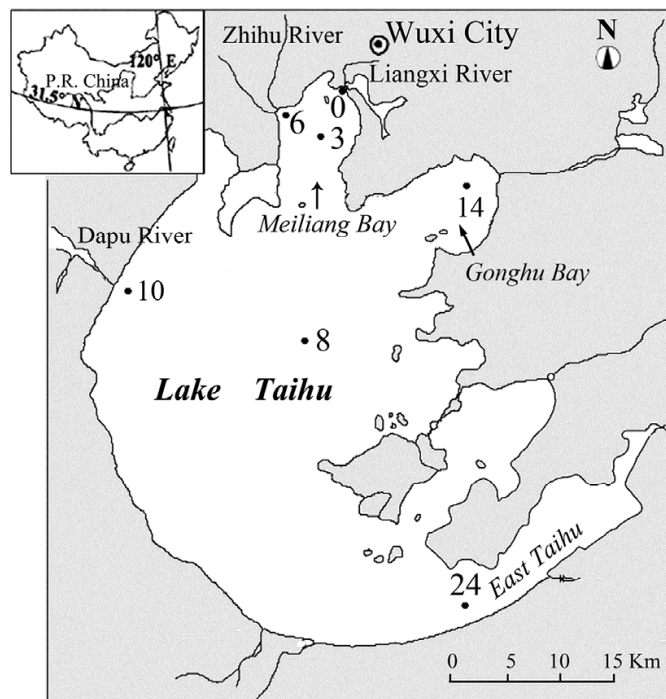 P.R. China
120° E
31.5° N
Zhihu River
Wuxi City
N
Liangxi River
0
6
3
14
Meiliang Bay
Dapu River
Gonghu Bay
10
8
Lake Taihu
East Taihu
24
0 5 10 15 Km